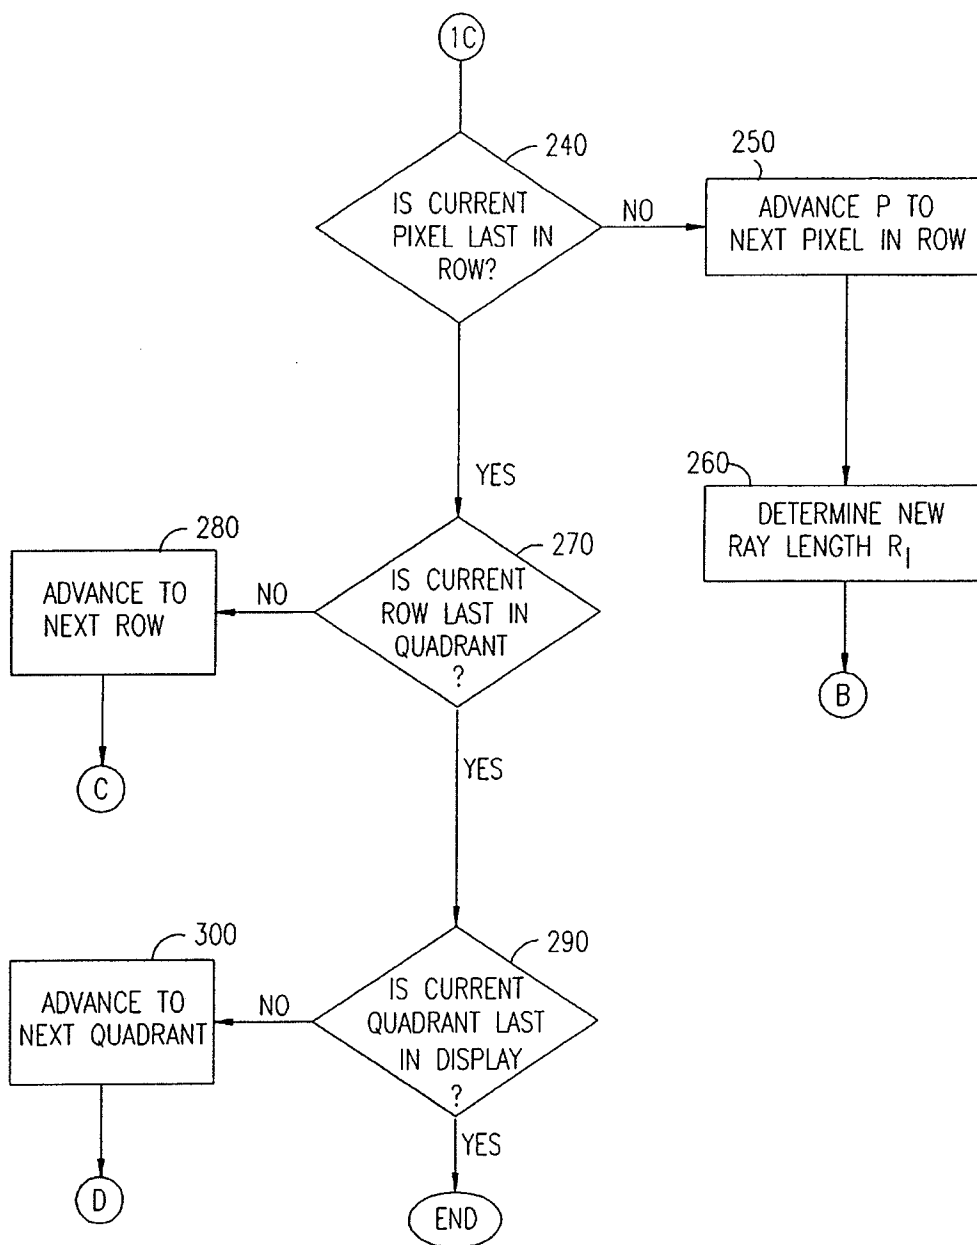 1C
240
IS CURRENT
PIXEL LAST IN
ROW?
NO
250
ADVANCE P TO
NEXT PIXEL IN ROW
YES
260
DETERMINE NEW
RAY LENGTH R1
B
270
IS CURRENT
ROW LAST IN
QUADRANT
?
NO
280
ADVANCE TO
NEXT ROW
C
YES
290
IS CURRENT
QUADRANT LAST
IN DISPLAY
?
NO
300
ADVANCE TO
NEXT QUADRANT
D
YES
END